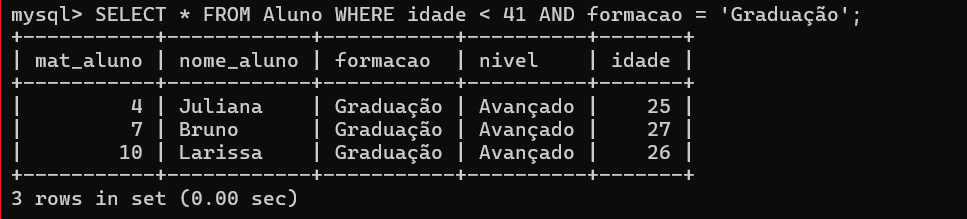 mysql> SELECT * FROM Aluno WHERE idade < 41 AND formacao = 'Graduação';
+-----------+------------+-----------+----------+-------+
| mat_aluno | nome_aluno | formacao  | nivel    | idade |
+-----------+------------+-----------+----------+-------+
|         4 | Juliana    | Graduação | Avançado |    25 |
|         7 | Bruno      | Graduação | Avançado |    27 |
|        10 | Larissa    | Graduação | Avançado |    26 |
+-----------+------------+-----------+----------+-------+
3 rows in set (0.00 sec)